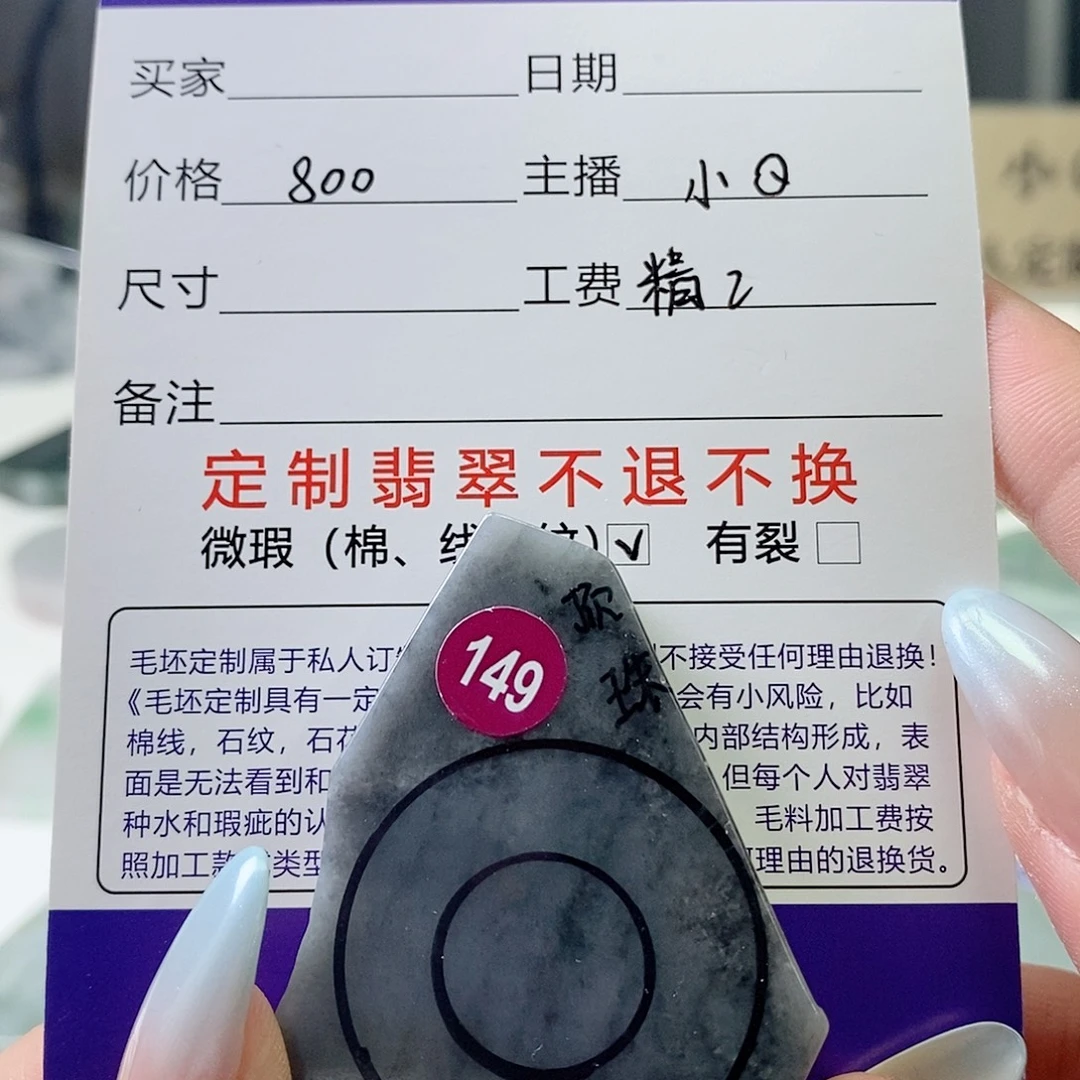 买家 日期
价格 800 主播 小Q
尺寸 工费 精2
备注
定制翡翠不退不换
微瑕（棉、 纹）✓ 有裂
149
珠
毛坯定制属于私人订 不接受任何理由退换！
《毛坯定制具有一定 会有小风险，比如
棉线，石纹，石花 内部结构形成，表
面是无法看到和 但每个人对翡翠
种水和瑕疵的认 毛料加工费按
照加工款 类型 理由的退换货。
小